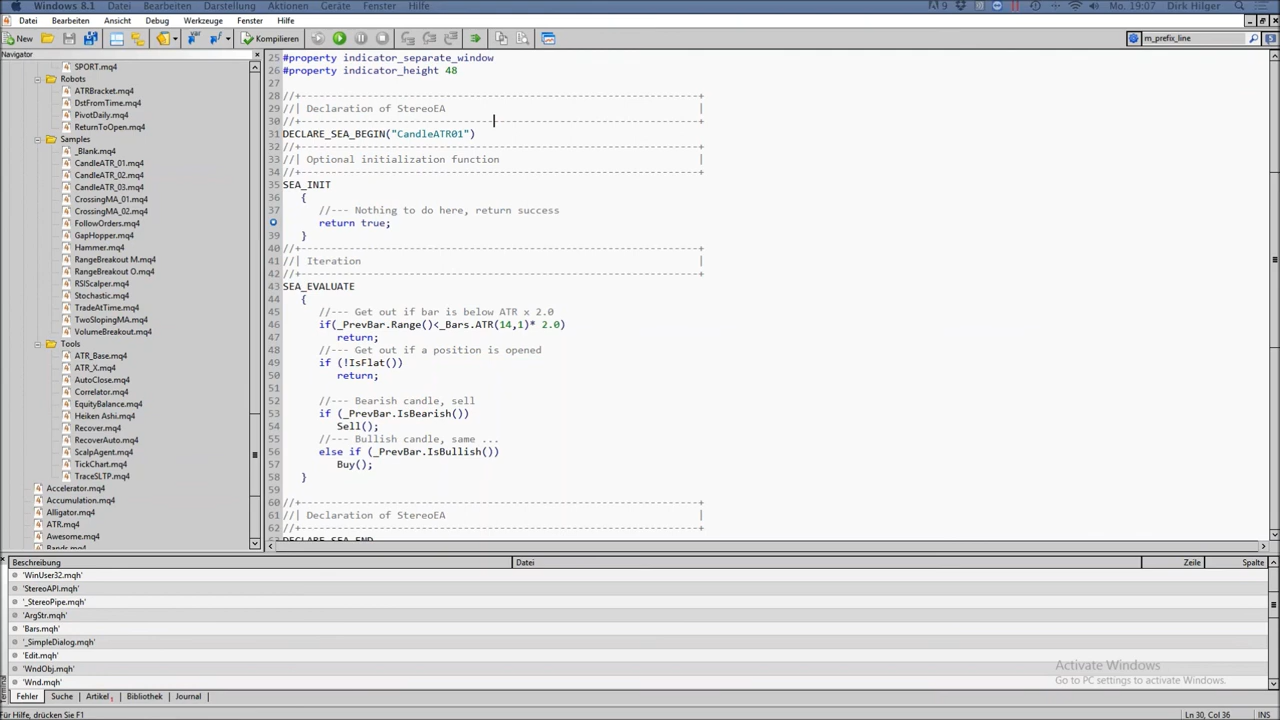 Windows 8.1 Datei Bearbeiten Darstellung Aktionen Geräte Fenster Hilfe 9 Mo. 19:07 Dirk Hilger
Datei Bearbeiten Ansicht Debug Werkzeuge Fenster Hilfe
New Kompilieren m_prefix_line
Navigator
SPORT.mq4
Robots
ATRBracket.mq4
DstFromTime.mq4
PivotDaily.mq4
ReturnToOpen.mq4
Samples
_Blank.mq4
CandleATR_01.mq4
CandleATR_02.mq4
CandleATR_03.mq4
CrossingMA_01.mq4
CrossingMA_02.mq4
FollowOrders.mq4
GapHopper.mq4
Hammer.mq4
RangeBreakout M.mq4
RangeBreakout O.mq4
RSIScalper.mq4
Stochastic.mq4
TradeAtTime.mq4
TwoSlopingMA.mq4
VolumeBreakout.mq4
Tools
ATR_Base.mq4
ATR_X.mq4
AutoClose.mq4
Correlator.mq4
EquityBalance.mq4
Heiken Ashi.mq4
Recover.mq4
RecoverAuto.mq4
ScalpAgent.mq4
TickChart.mq4
TraceSLTP.mq4
Accelerator.mq4
Accumulation.mq4
Alligator.mq4
ATR.mq4
Awesome.mq4
Bands.mq4
25 #property indicator_separate_window
26 #property indicator_height 48
27
28 //+------------------------------------------------------------------+
29 //| Declaration of StereoEA |
30 //+------------------------------------------------------------------+
31 DECLARE_SEA_BEGIN("CandleATR01")
32 //+------------------------------------------------------------------+
33 //| Optional initialization function |
34 //+------------------------------------------------------------------+
35 SEA_INIT
36 {
37 //--- Nothing to do here, return success
38 return true;
39 }
40 //+------------------------------------------------------------------+
41 //| Iteration |
42 //+------------------------------------------------------------------+
43 SEA_EVALUATE
44 {
45 //--- Get out if bar is below ATR x 2.0
46 if(_PrevBar.Range()<_Bars.ATR(14,1)* 2.0)
47 return;
48 //--- Get out if a position is opened
49 if (!IsFlat())
50 return;
51
52 //--- Bearish candle, sell
53 if (_PrevBar.IsBearish())
54 Sell();
55 //--- Bullish candle, same ...
56 else if (_PrevBar.IsBullish())
57 Buy();
58 }
59
60 //+------------------------------------------------------------------+
61 //| Declaration of StereoEA |
62 //+------------------------------------------------------------------+
63 DECLARE_SEA_END
Beschreibung Datei Zeile Spalte
'WinUser32.mqh'
'StereoAPI.mqh'
'_StereoPipe.mqh'
'ArgStr.mqh'
'Bars.mqh'
'_SimpleDialog.mqh'
'Edit.mqh'
'WndObj.mqh'
'Wnd.mqh'
Activate Windows
Go to PC settings to activate Windows.
Terminal
Fehler Suche Artikel Bibliothek Journal
Für Hilfe, drücken Sie F1 Ln 30, Col 36 INS